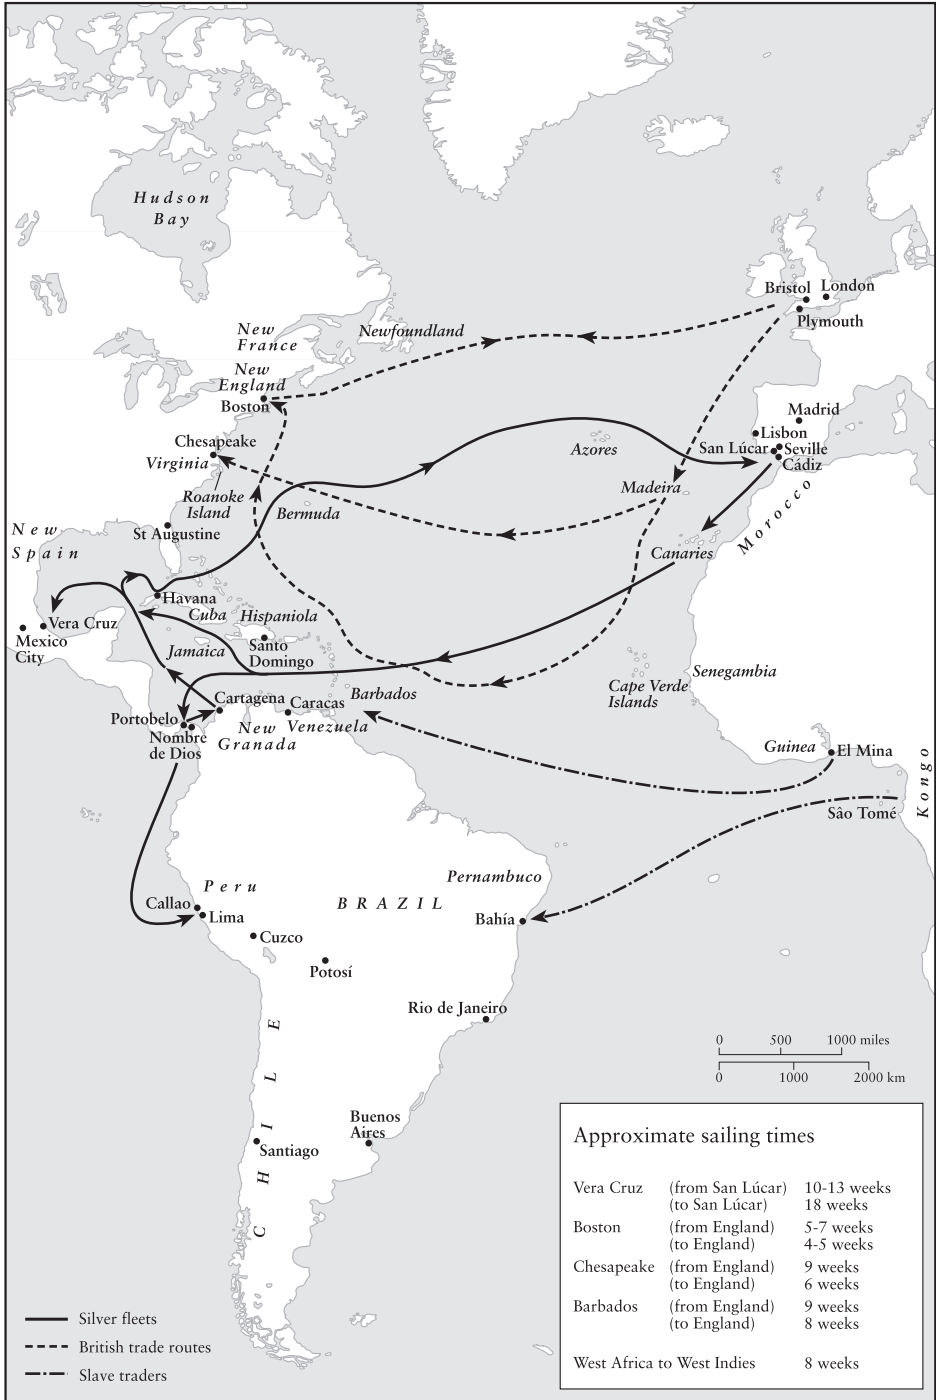 Hudson
Bay
Bristol
London
Plymouth
Newfoundland
New
France
New
England
Boston
Madrid
Lisbon
San Lúcar
Seville
Cádiz
Azores
Chesapeake
Virginia
Roanoke
Island
Bermuda
Madeira
Morocco
New
Spain
St Augustine
Canaries
Havana
Cuba
Hispaniola
Vera Cruz
Mexico
City
Jamaica
Santo
Domingo
Senegambia
Cape Verde
Islands
Barbados
Cartagena
Caracas
Portobelo
Nombre
de Dios
New
Granada
Venezuela
Guinea
El Mina
Kongo
Sâo Tomé
Pernambuco
Peru
BRAZIL
Callao
Lima
Bahía
Cuzco
Potosí
Rio de Janeiro
CHILE
0 500 1000 miles
0 1000 2000 km
Buenos
Aires
Santiago
Approximate sailing times
Vera Cruz (from San Lúcar) 10-13 weeks
(to San Lúcar) 18 weeks
Boston (from England) 5-7 weeks
(to England) 4-5 weeks
Chesapeake (from England) 9 weeks
(to England) 6 weeks
Barbados (from England) 9 weeks
(to England) 8 weeks
West Africa to West Indies 8 weeks
Silver fleets
British trade routes
Slave traders